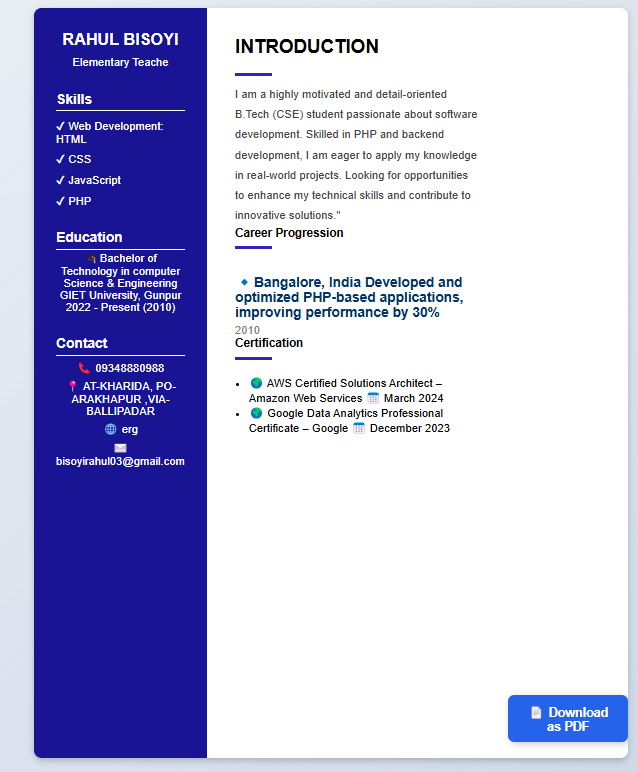 RAHUL BISOYI
Elementary Teache
Skills
✔ Web Development:
HTML
✔ CSS
✔ JavaScript
✔ PHP
Education
Bachelor of
Technology in computer
Science & Engineering
GIET University, Gunpur
2022 - Present (2010)
Contact
09348880988
AT-KHARIDA, PO-
ARAKHAPUR ,VIA-
BALLIPADAR
erg
bisoyirahul03@gmail.com
INTRODUCTION
I am a highly motivated and detail-oriented
B.Tech (CSE) student passionate about software
development. Skilled in PHP and backend
development, I am eager to apply my knowledge
in real-world projects. Looking for opportunities
to enhance my technical skills and contribute to
innovative solutions."
Career Progression
Bangalore, India Developed and
optimized PHP-based applications,
improving performance by 30%
2010
Certification
• AWS Certified Solutions Architect –
Amazon Web Services March 2024
• Google Data Analytics Professional
Certificate – Google December 2023
Download
as PDF